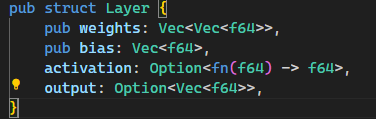 pub struct Layer {
    pub weights: Vec<Vec<f64>>,
    pub bias: Vec<f64>,
    activation: Option<fn(f64) -> f64>,
    output: Option<Vec<f64>>,
}